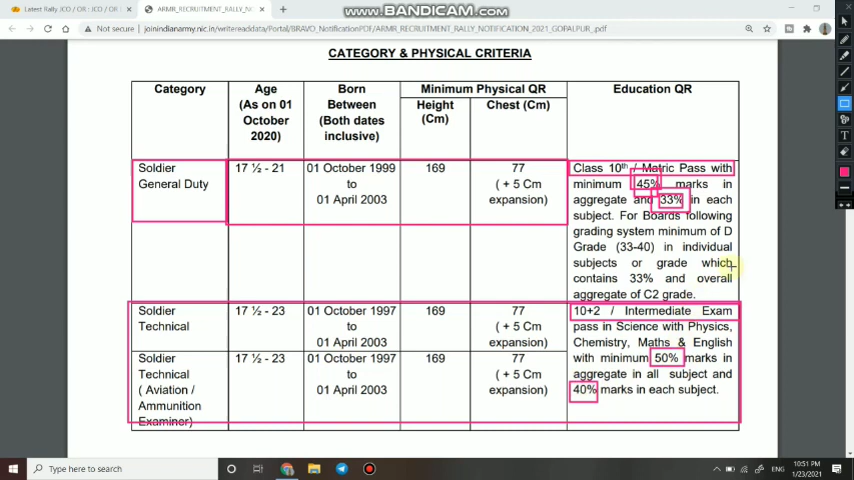 www.BANDICAM.com
Latest Rally JCO / OR : JCO / OR
ARMR_RECRUITMENT_RALLY_NO
Not secure
joinindianarmy.nic.in/writereaddata/Portal/BRAVO_NotificationPDF/ARMR_RECRUITMENT_RALLY_NOTIFICATION_2021_GOPALPUR_.pdf
CATEGORY & PHYSICAL CRITERIA
Category
Age
(As on 01
October
2020)
Born
Between
(Both dates
inclusive)
Minimum Physical QR
Height
(Cm)
Chest (Cm)
Education QR
Soldier
General Duty
17 ½ - 21
01 October 1999
to
01 April 2003
169
77
( + 5 Cm
expansion)
Class 10th / Matric Pass with
minimum 45% marks in
aggregate and 33% in each
subject. For Boards following
grading system minimum of D
Grade (33-40) in individual
subjects or grade which
contains 33% and overall
aggregate of C2 grade.
Soldier
Technical
17 ½ - 23
01 October 1997
to
01 April 2003
169
77
( + 5 Cm
expansion)
10+2 / Intermediate Exam
pass in Science with Physics,
Chemistry, Maths & English
with minimum 50% marks in
aggregate in all subject and
40% marks in each subject.
Soldier
Technical
( Aviation /
Ammunition
Examiner)
17 ½ - 23
01 October 1997
to
01 April 2003
169
77
( + 5 Cm
expansion)
Type here to search
ENG
10:51 PM
1/23/2021